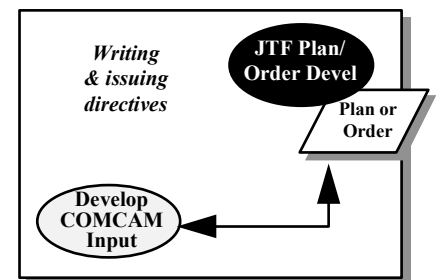 Writing
& issuing
directives
JTF Plan/
Order Devel
Plan or
Order
Develop
COMCAM
Input